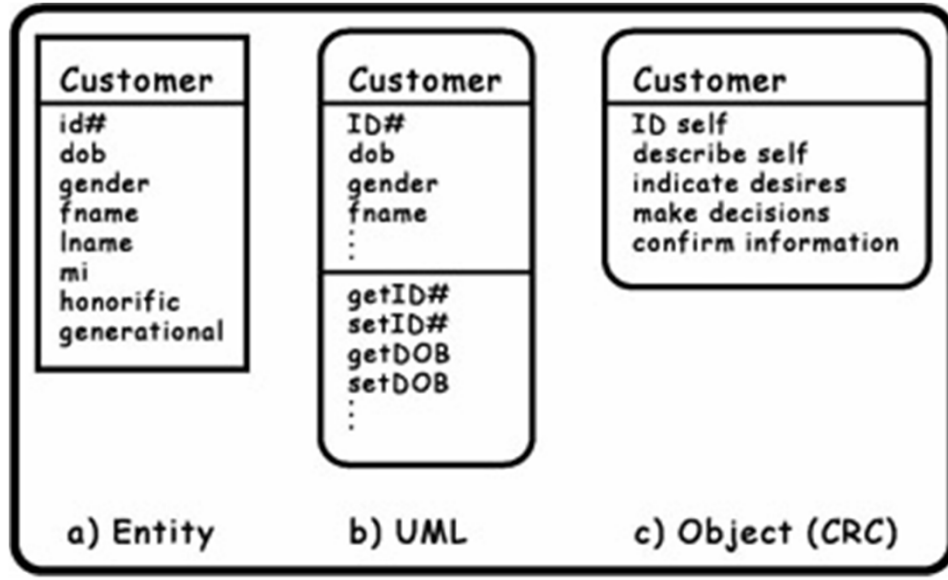 Customer
id#
dob
gender
fname
lname
mi
honorific
generational
a) Entity
Customer
ID#
dob
gender
fname
:
getID#
setID#
getDOB
setDOB
:
b) UML
Customer
ID self
describe self
indicate desires
make decisions
confirm information
c) Object (CRC)